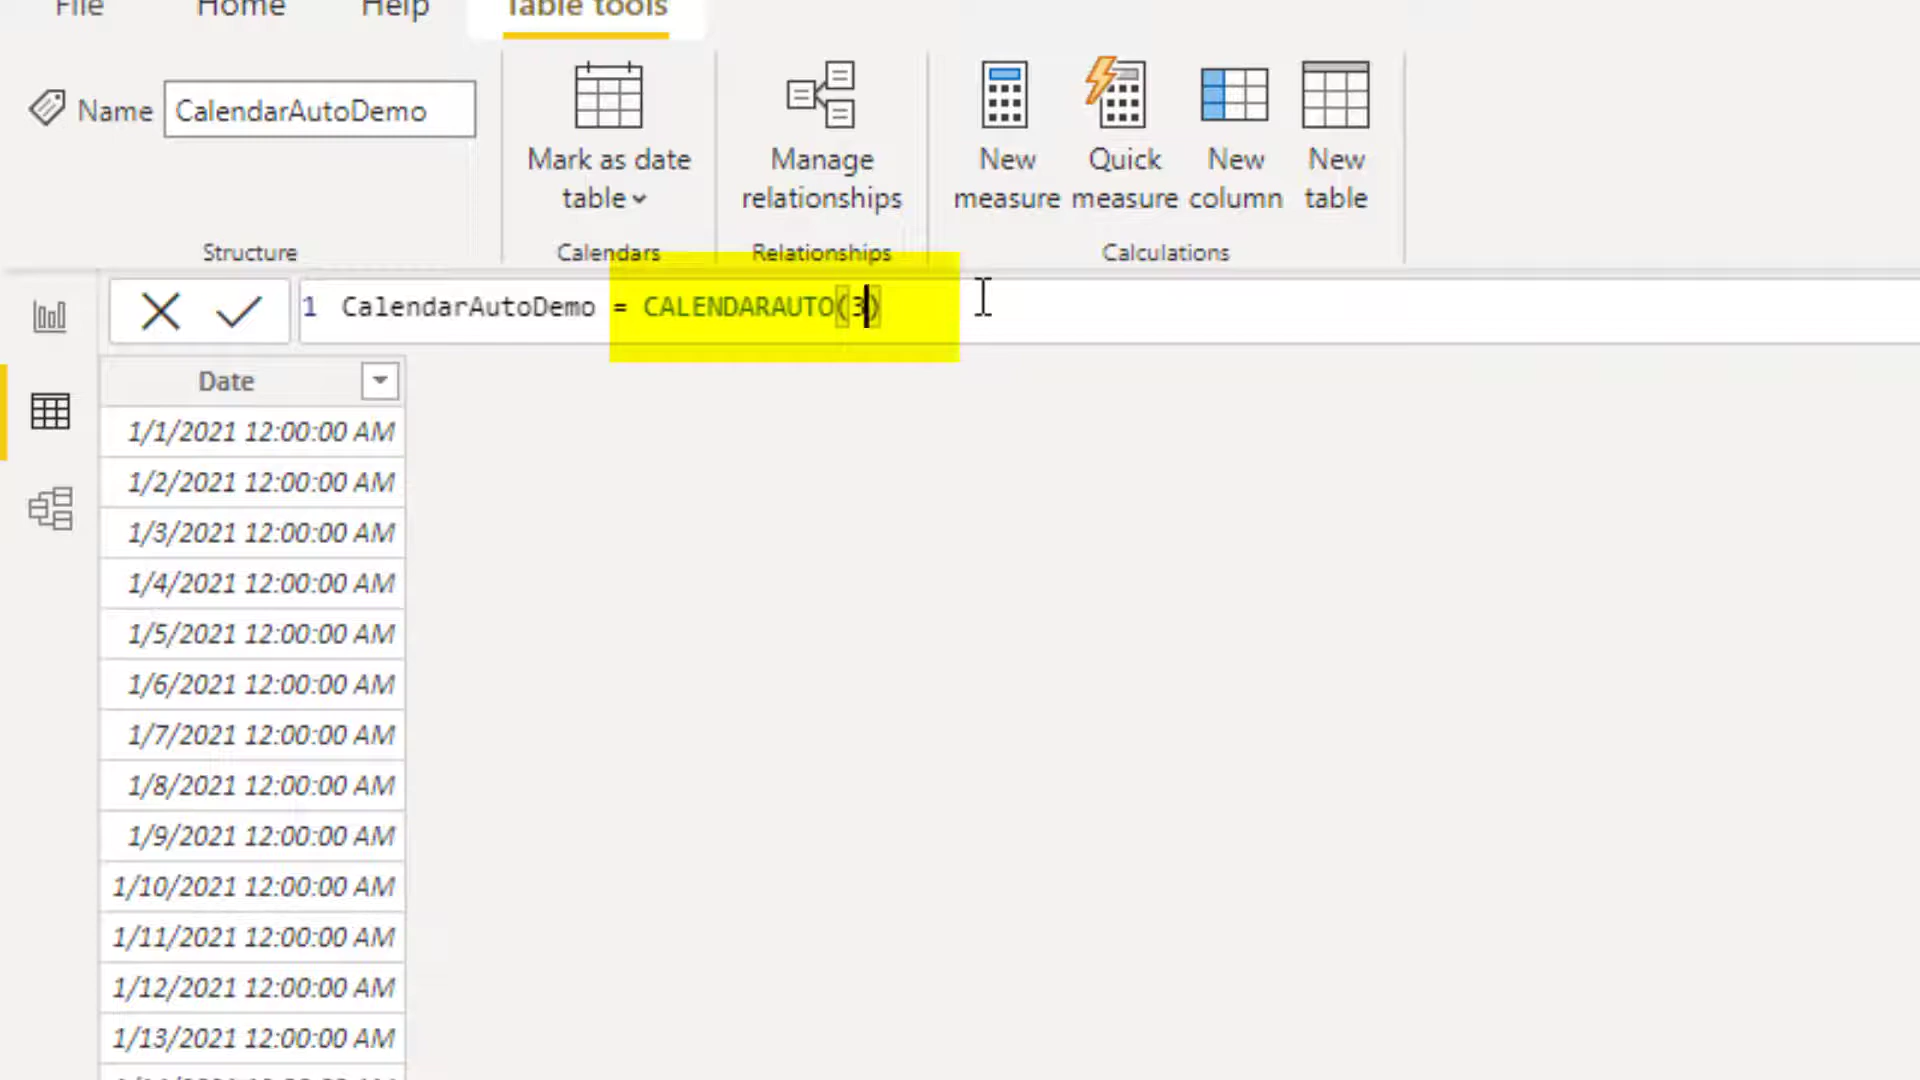 File Home Help Table tools
Name CalendarAutoDemo
Mark as date
table
Manage
relationships
New
measure
Quick
measure
New
column
New
table
Structure Calendars Relationships Calculations
1 CalendarAutoDemo = CALENDARAUTO(3)
Date
1/1/2021 12:00:00 AM
1/2/2021 12:00:00 AM
1/3/2021 12:00:00 AM
1/4/2021 12:00:00 AM
1/5/2021 12:00:00 AM
1/6/2021 12:00:00 AM
1/7/2021 12:00:00 AM
1/8/2021 12:00:00 AM
1/9/2021 12:00:00 AM
1/10/2021 12:00:00 AM
1/11/2021 12:00:00 AM
1/12/2021 12:00:00 AM
1/13/2021 12:00:00 AM